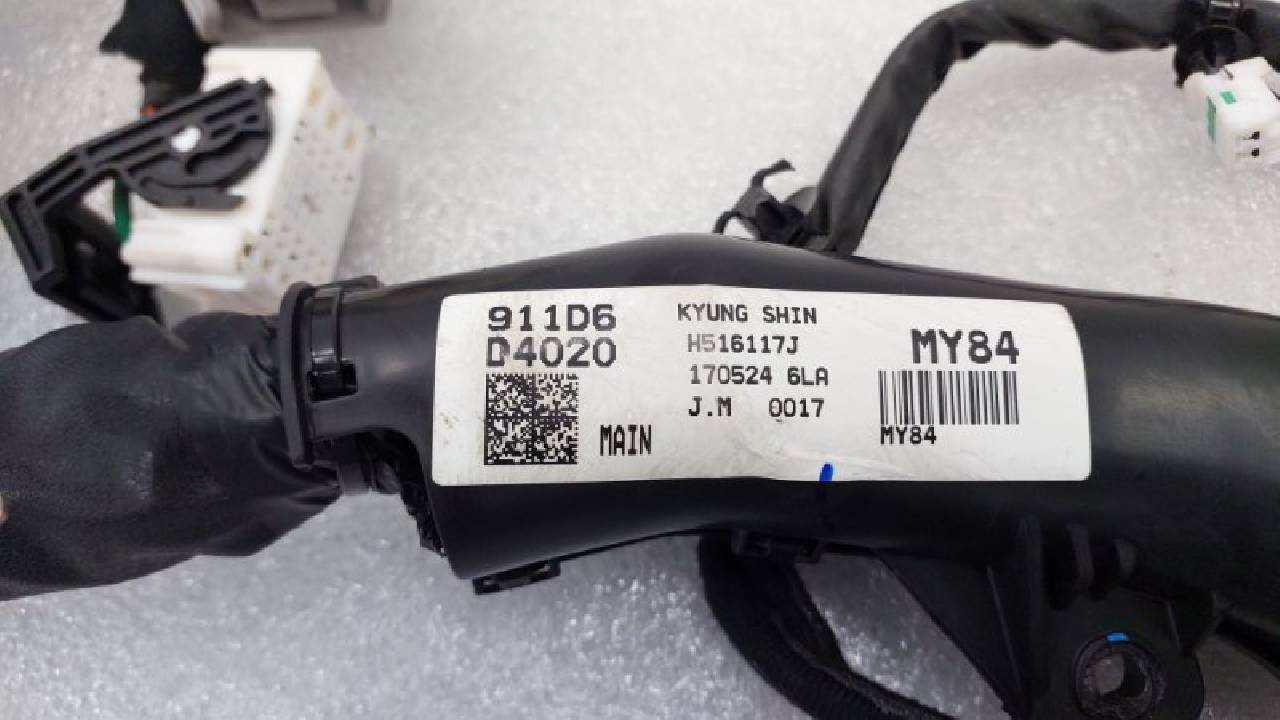 911D6
D4020
MAIN
KYUNG SHIN
H516117J
170524 6LA
J.M 0017
MY84
MY84